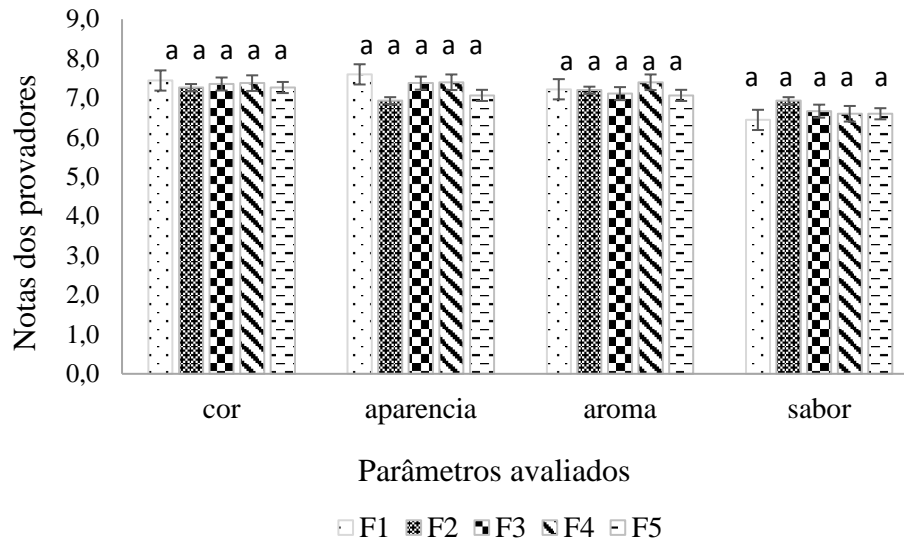 Notas dos provadores
9,0
8,0
7,0
6,0
5,0
4,0
3,0
2,0
1,0
0,0
a a a a a
a a a a a
a a a a a
a a a a a
cor aparencia aroma sabor
Parâmetros avaliados
F1 F2 F3 F4 F5